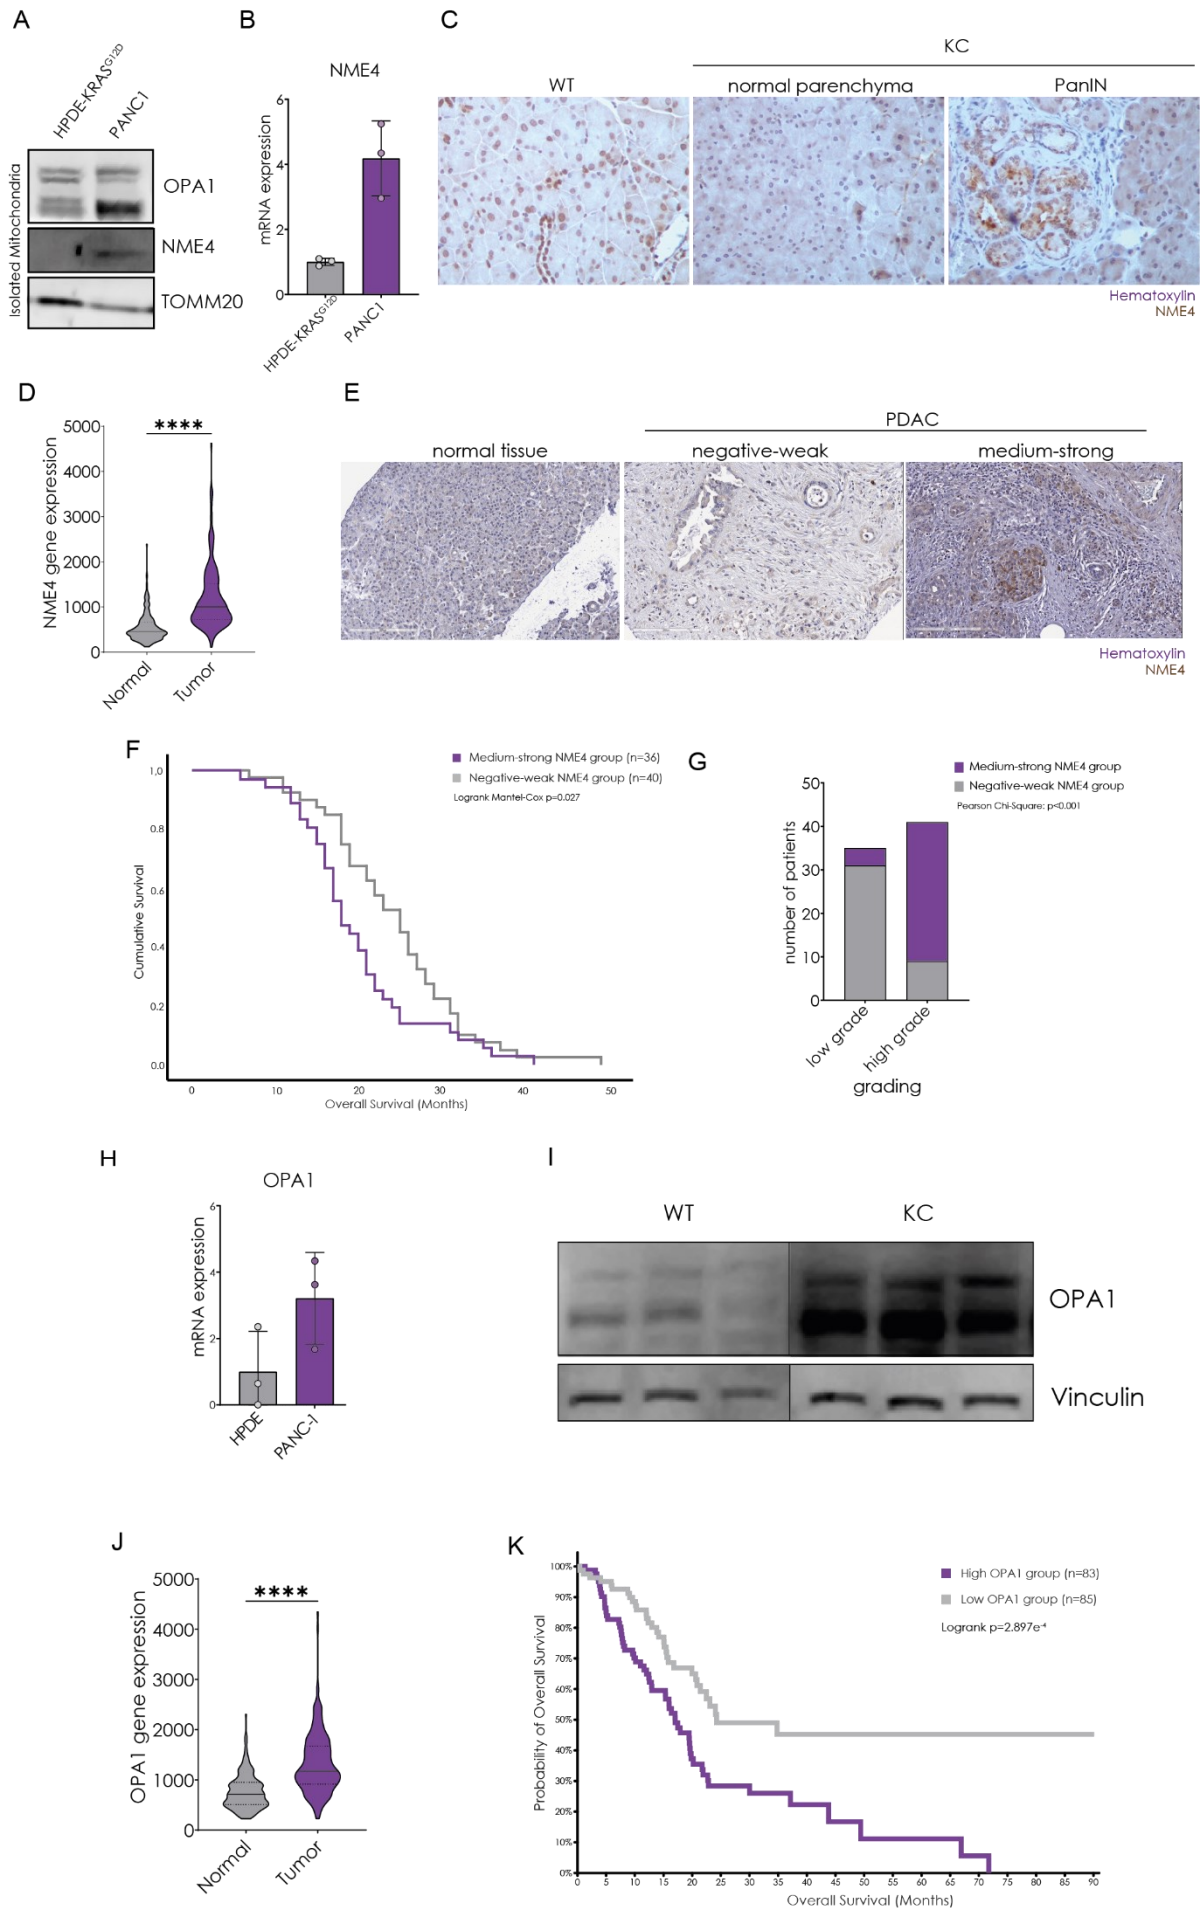 A
HPDE-KRASG12D
PANC1
Isolated Mitochondria
OPA1
NME4
TOMM20
B
NME4
mRNA expression
6
4
2
0
HPDE-KRASG12D
PANC1
C
KC
WT
normal parenchyma
PanIN
Hematoxylin
NME4
D
****
NME4 gene expression
5000
4000
3000
2000
1000
0
Normal
Tumor
E
PDAC
normal tissue
negative-weak
medium-strong
Hematoxylin
NME4
F
Medium-strong NME4 group (n=36)
Negative-weak NME4 group (n=40)
Logrank Mantel-Cox p=0.027
Cumulative Survival
1,0
0.8
0.6
0.4
0.2
0.0
0 10 20 30 40 50
Overall Survival (Months)
G
Medium-strong NME4 group
Negative-weak NME4 group
Pearson Chi-Square: p<0.001
number of patients
50
40
30
20
10
0
low grade
high grade
grading
H
OPA1
mRNA expression
6
4
2
0
HPDE
PANC-1
I
WT
KC
OPA1
Vinculin
J
****
OPA1 gene expression
5000
4000
3000
2000
1000
0
Normal
Tumor
K
High OPA1 group (n=83)
Low OPA1 group (n=85)
Logrank p=2.897e-4
Probability of Overall Survival
100%
90%
80%
70%
60%
50%
40%
30%
20%
10%
0%
0 5 10 15 20 25 30 35 40 45 50 55 60 65 70 75 80 85 90
Overall Survival (Months)